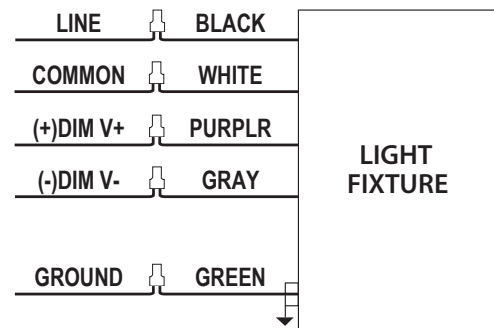 LINE BLACK
COMMON WHITE
(+)DIM V+ PURPLR
(-)DIM V- GRAY
LIGHT
FIXTURE
GROUND GREEN